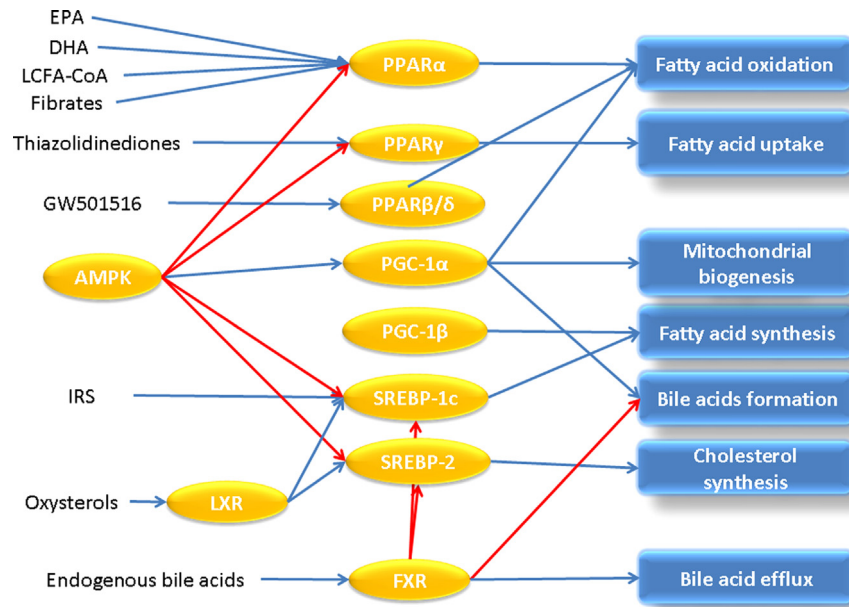 EPA
DHA
LCFA-CoA
Fibrates
PPARα
Fatty acid oxidation
Thiazolidinediones
PPARγ
Fatty acid uptake
GW501516
PPARβ/δ
AMPK
PGC-1α
Mitochondrial
biogenesis
PGC-1β
Fatty acid synthesis
IRS
SREBP-1c
Bile acids formation
SREBP-2
Cholesterol
synthesis
Oxysterols
LXR
Endogenous bile acids
FXR
Bile acid efflux